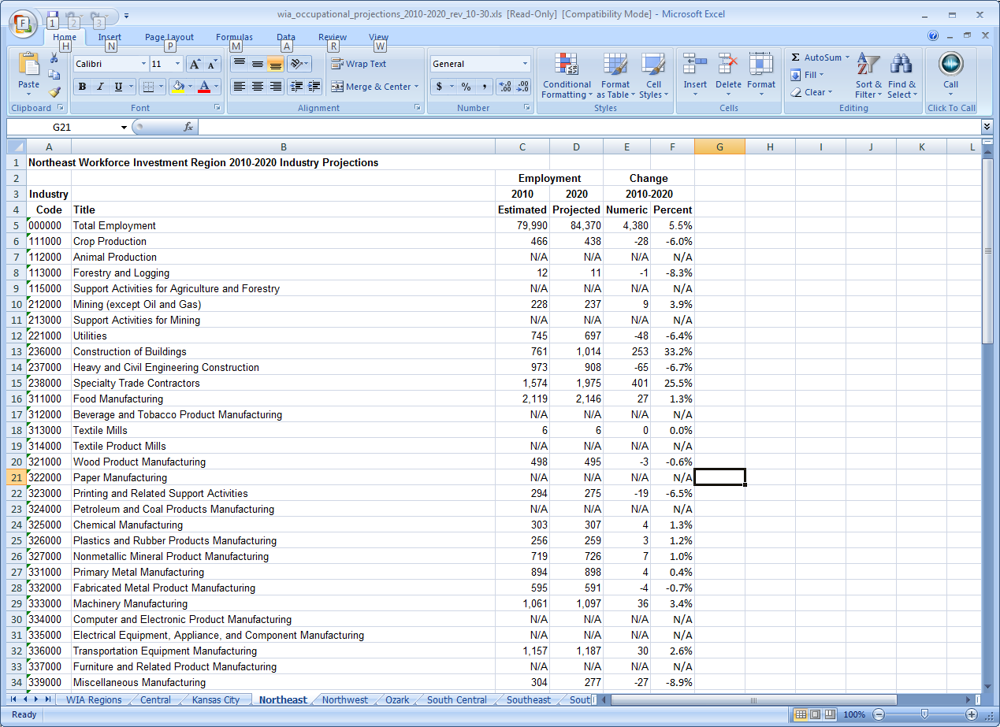 wia_occupational_projections_2010-2020_rev_10-30.xls [Read-Only] [Compatibility Mode] - Microsoft Excel
F 1 2 3
Home Insert Page Layout Formulas Data Review View
H N P M A R W
Calibri 11 A A Wrap Text General Σ AutoSum
Paste Conditional Formatting Format as Table Cell Styles Insert Delete Format Fill Sort & Filter Find & Select Call
B I U A Merge & Center $ % , .0 .00 .00 .0 Clear
Clipboard Font Alignment Number Styles Cells Editing Click To Call
G21 fx
A B C D E F G H I J K L
1 Northeast Workforce Investment Region 2010-2020 Industry Projections
2 Employment Change
3 Industry 2010 2020 2010-2020
4 Code Title Estimated Projected Numeric Percent
5 000000 Total Employment 79,990 84,370 4,380 5.5%
6 111000 Crop Production 466 438 -28 -6.0%
7 112000 Animal Production N/A N/A N/A N/A
8 113000 Forestry and Logging 12 11 -1 -8.3%
9 115000 Support Activities for Agriculture and Forestry N/A N/A N/A N/A
10 212000 Mining (except Oil and Gas) 228 237 9 3.9%
11 213000 Support Activities for Mining N/A N/A N/A N/A
12 221000 Utilities 745 697 -48 -6.4%
13 236000 Construction of Buildings 761 1,014 253 33.2%
14 237000 Heavy and Civil Engineering Construction 973 908 -65 -6.7%
15 238000 Specialty Trade Contractors 1,574 1,975 401 25.5%
16 311000 Food Manufacturing 2,119 2,146 27 1.3%
17 312000 Beverage and Tobacco Product Manufacturing N/A N/A N/A N/A
18 313000 Textile Mills 6 6 0 0.0%
19 314000 Textile Product Mills N/A N/A N/A N/A
20 321000 Wood Product Manufacturing 498 495 -3 -0.6%
21 322000 Paper Manufacturing N/A N/A N/A N/A
22 323000 Printing and Related Support Activities 294 275 -19 -6.5%
23 324000 Petroleum and Coal Products Manufacturing N/A N/A N/A N/A
24 325000 Chemical Manufacturing 303 307 4 1.3%
25 326000 Plastics and Rubber Products Manufacturing 256 259 3 1.2%
26 327000 Nonmetallic Mineral Product Manufacturing 719 726 7 1.0%
27 331000 Primary Metal Manufacturing 894 898 4 0.4%
28 332000 Fabricated Metal Product Manufacturing 595 591 -4 -0.7%
29 333000 Machinery Manufacturing 1,061 1,097 36 3.4%
30 334000 Computer and Electronic Product Manufacturing N/A N/A N/A N/A
31 335000 Electrical Equipment, Appliance, and Component Manufacturing N/A N/A N/A N/A
32 336000 Transportation Equipment Manufacturing 1,157 1,187 30 2.6%
33 337000 Furniture and Related Product Manufacturing N/A N/A N/A N/A
34 339000 Miscellaneous Manufacturing 304 277 -27 -8.9%
WIA Regions Central Kansas City Northeast Northwest Ozark South Central Southeast Sout
Ready 100%